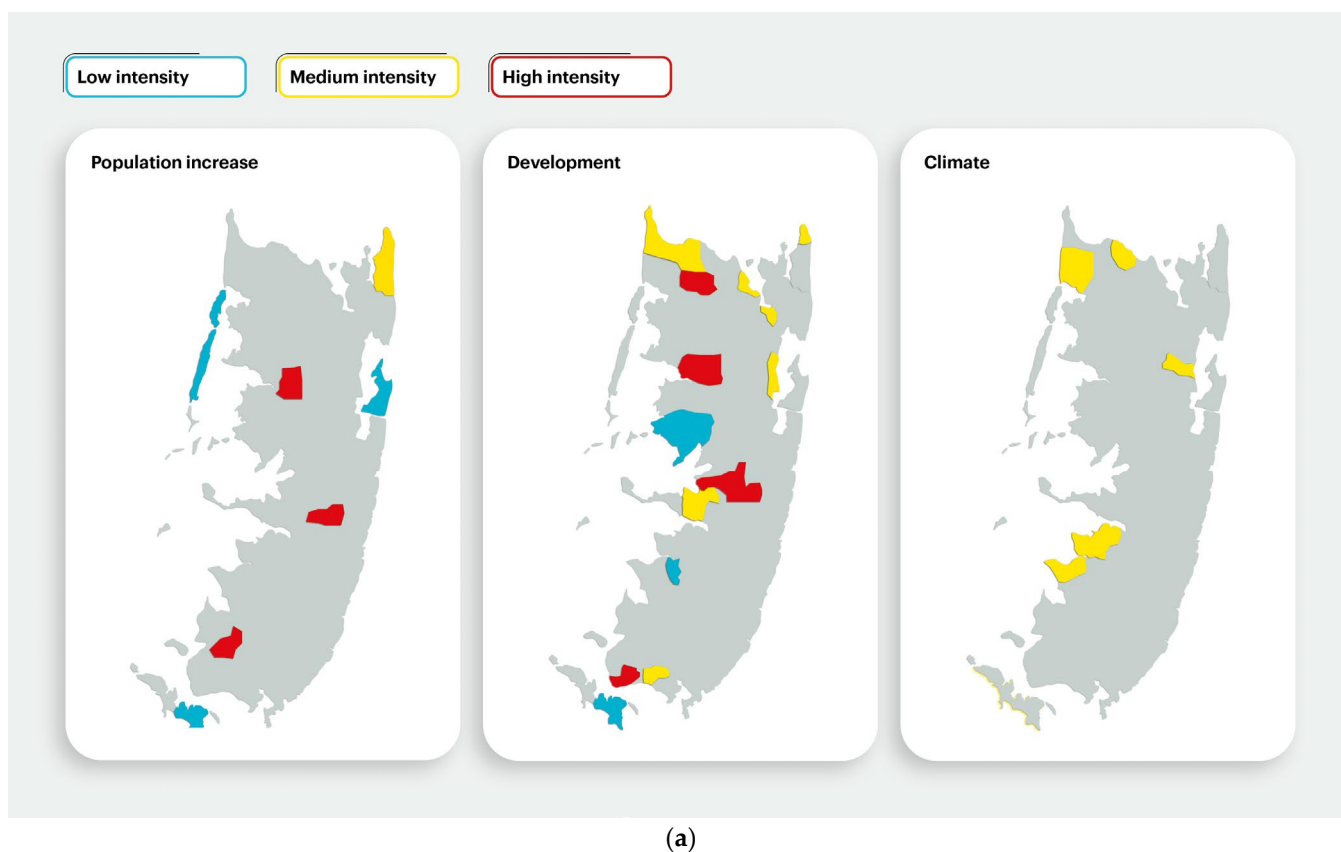 Low intensity
Medium intensity
High intensity
Population increase
Development
Climate
(a)